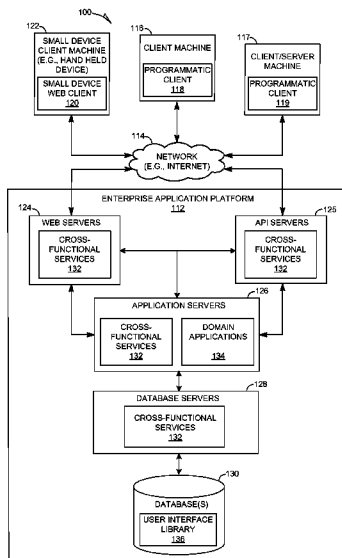 100
122
SMALL DEVICE
CLIENT MACHINE
(E.G., HAND HELD
DEVICE)
SMALL DEVICE
WEB CLIENT
120
116
CLIENT MACHINE
PROGRAMMATIC
CLIENT
118
117
CLIENT/SERVER
MACHINE
PROGRAMMATIC
CLIENT
119
114
NETWORK
(E.G., INTERNET)
ENTERPRISE APPLICATION PLATFORM
112
124
WEB SERVERS
CROSS-
FUNCTIONAL
SERVICES
132
125
API SERVERS
CROSS-
FUNCTIONAL
SERVICES
132
126
APPLICATION SERVERS
CROSS-
FUNCTIONAL
SERVICES
132
DOMAIN
APPLICATIONS
134
128
DATABASE SERVERS
CROSS-FUNCTIONAL
SERVICES
132
130
DATABASE(S)
USER INTERFACE
LIBRARY
136